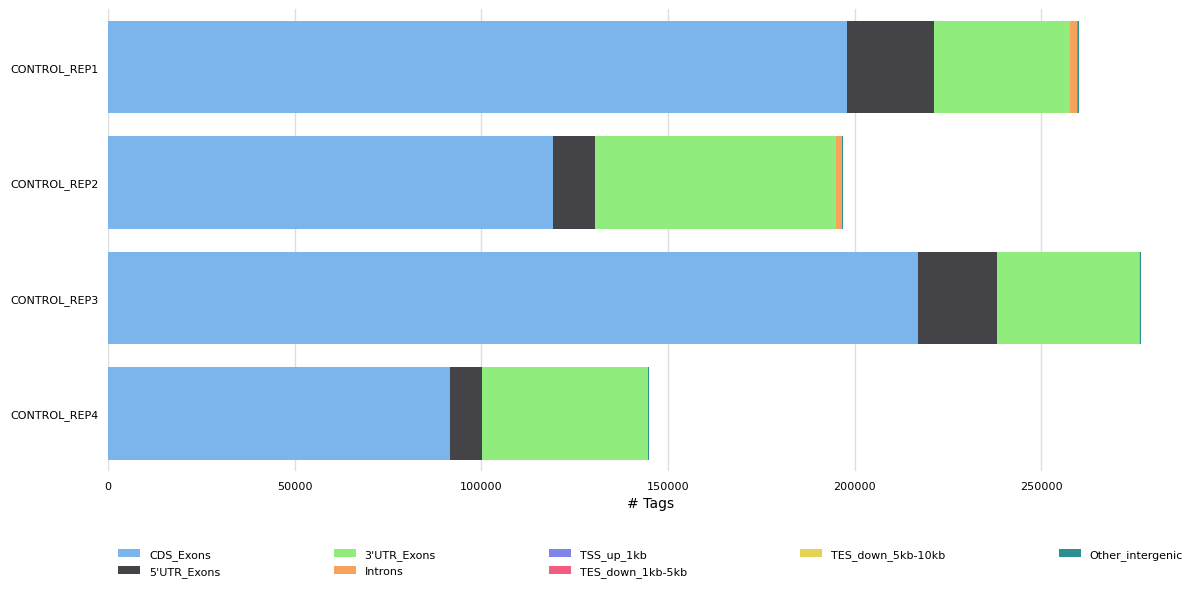 CONTROL_REP1
CONTROL_REP2
CONTROL_REP3
CONTROL_REP4
0 50000 100000 150000 200000 250000
# Tags
CDS_Exons 3'UTR_Exons TSS_up_1kb TES_down_5kb-10kb Other_intergenic
5'UTR_Exons Introns TES_down_1kb-5kb